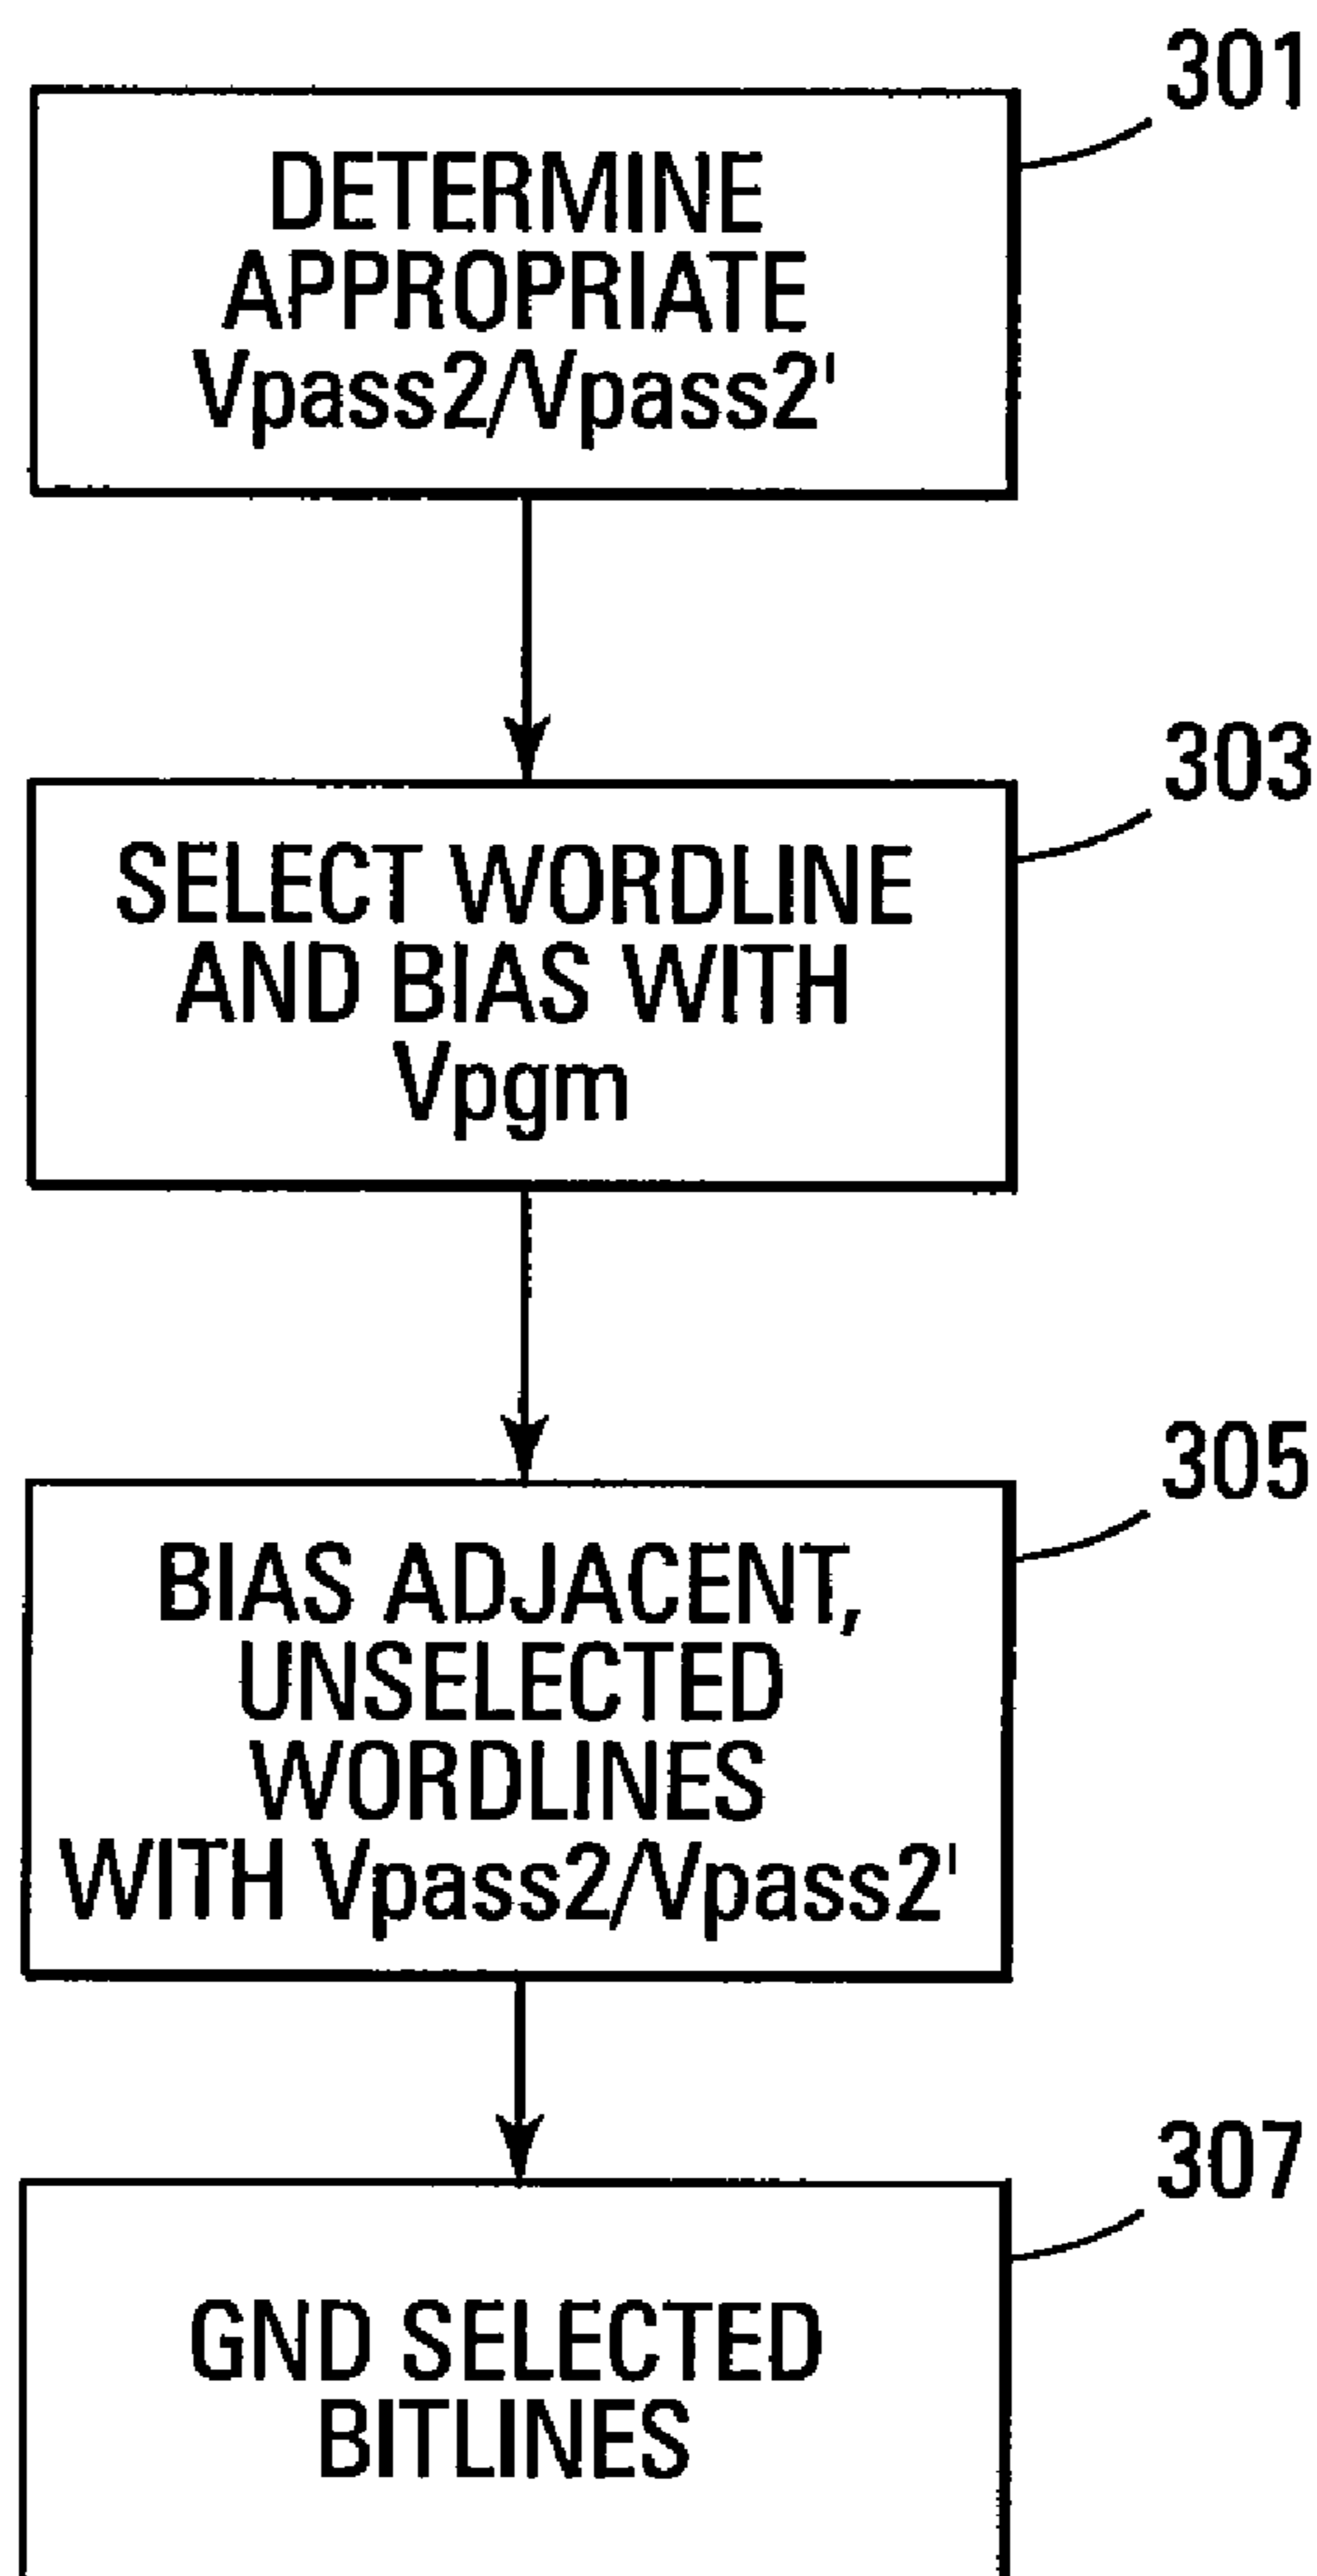 301
DETERMINE
APPROPRIATE
Vpass2/Vpass2'
303
SELECT WORDLINE
AND BIAS WITH
Vpgm
305
BIAS ADJACENT,
UNSELECTED
WORDLINES
WITH Vpass2/Vpass2'
307
GND SELECTED
BITLINES